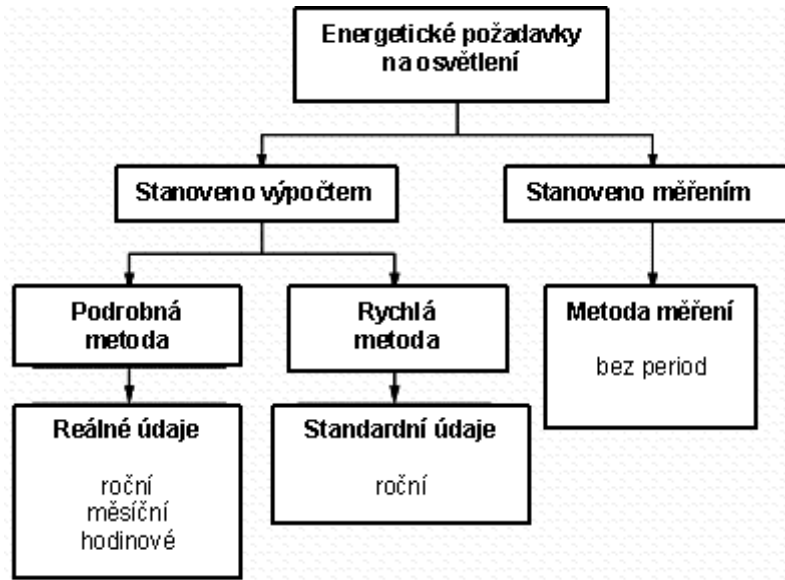 Energetické požadavky
na osvětlení
Stanoveno výpočtem
Stanoveno měřením
Podrobná
metoda
Rychlá
metoda
Metoda měření
bez period
Reálné údaje
roční
měsíční
hodinové
Standardní údaje
roční